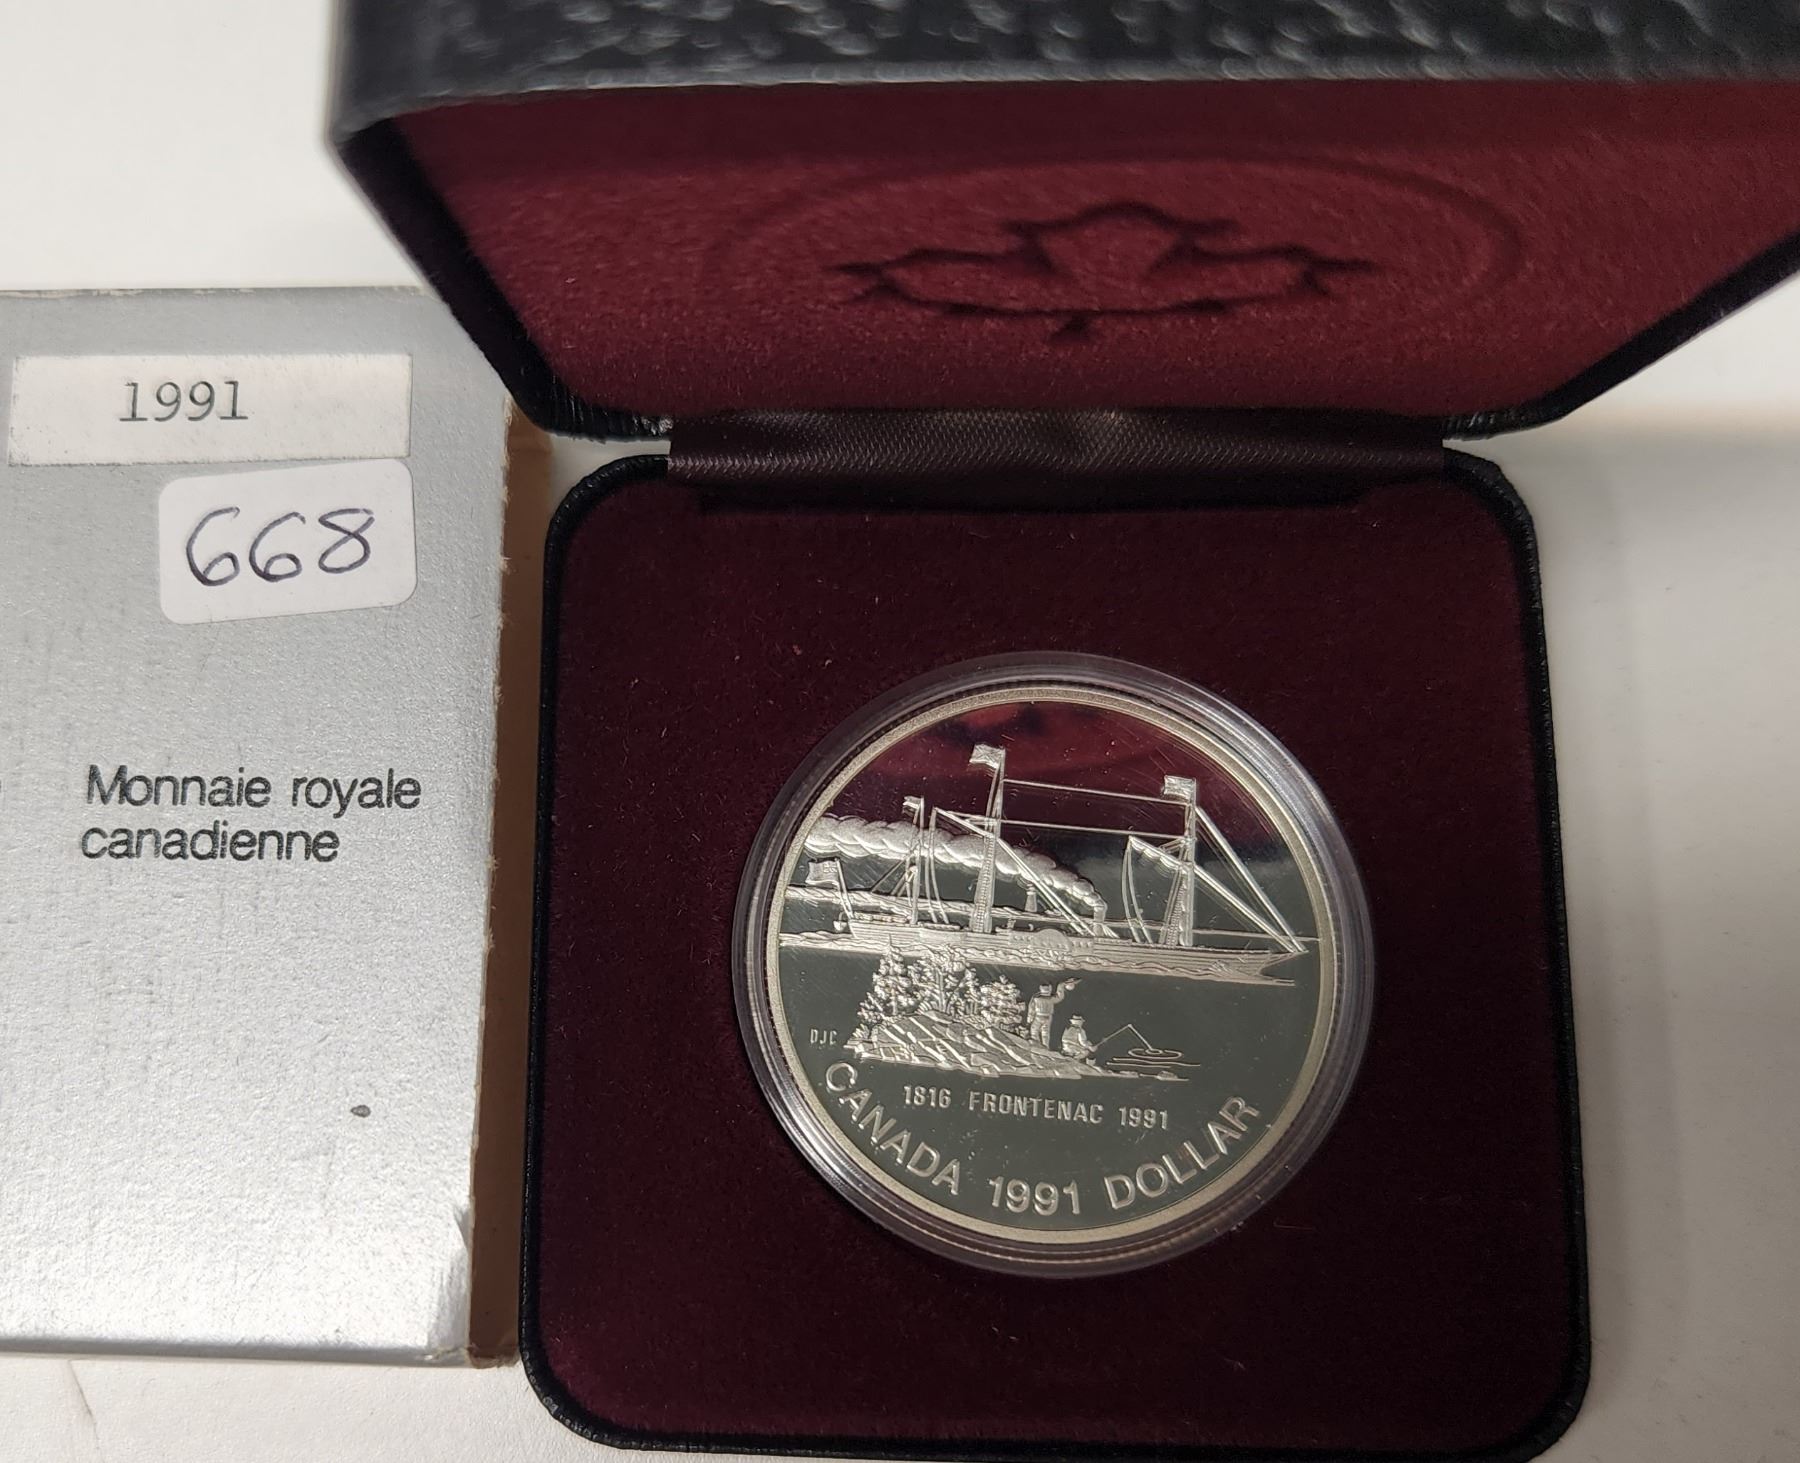 1991
668
Monnaie royale
canadienne
DJC
1816 FRONTENAC 1991
CANADA 1991 DOLLAR